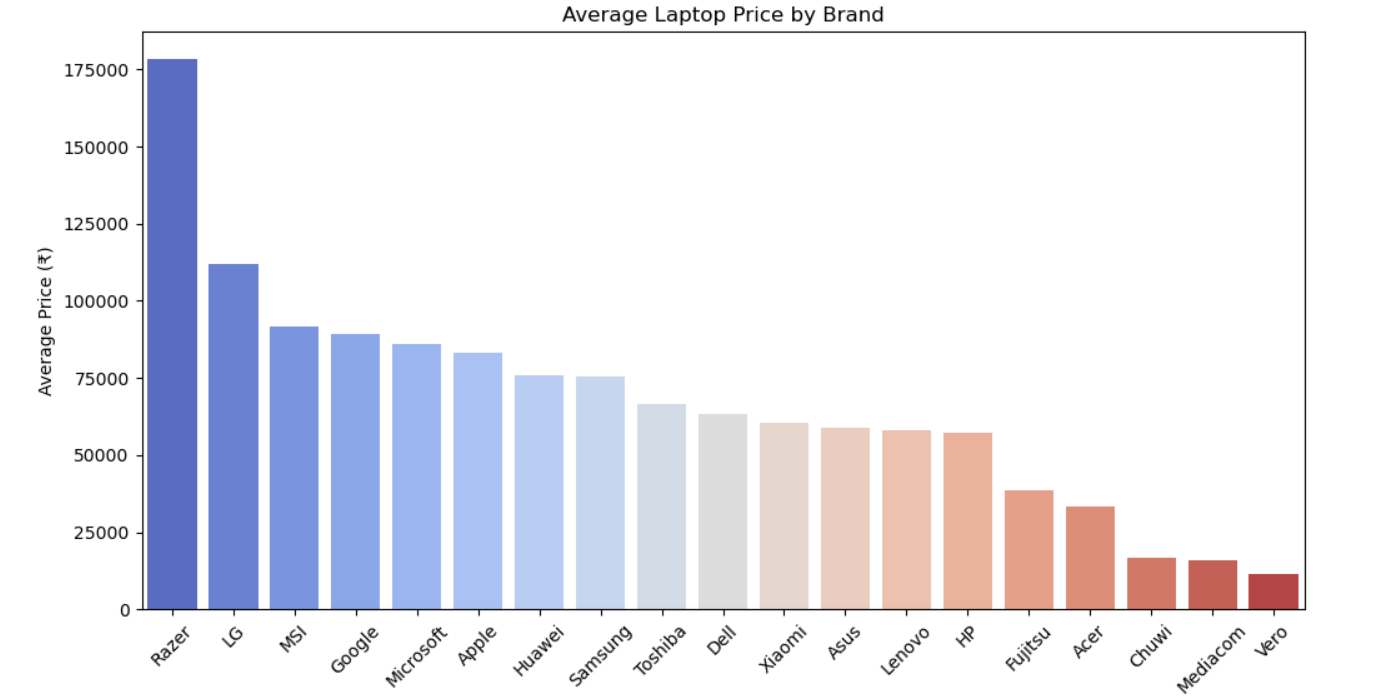 Average Laptop Price by Brand
Average Price (₹)
175000
150000
125000
100000
75000
50000
25000
0
Razer
LG
MSI
Google
Microsoft
Apple
Huawei
Samsung
Toshiba
Dell
Xiaomi
Asus
Lenovo
HP
Fujitsu
Acer
Chuwi
Mediacom
Vero